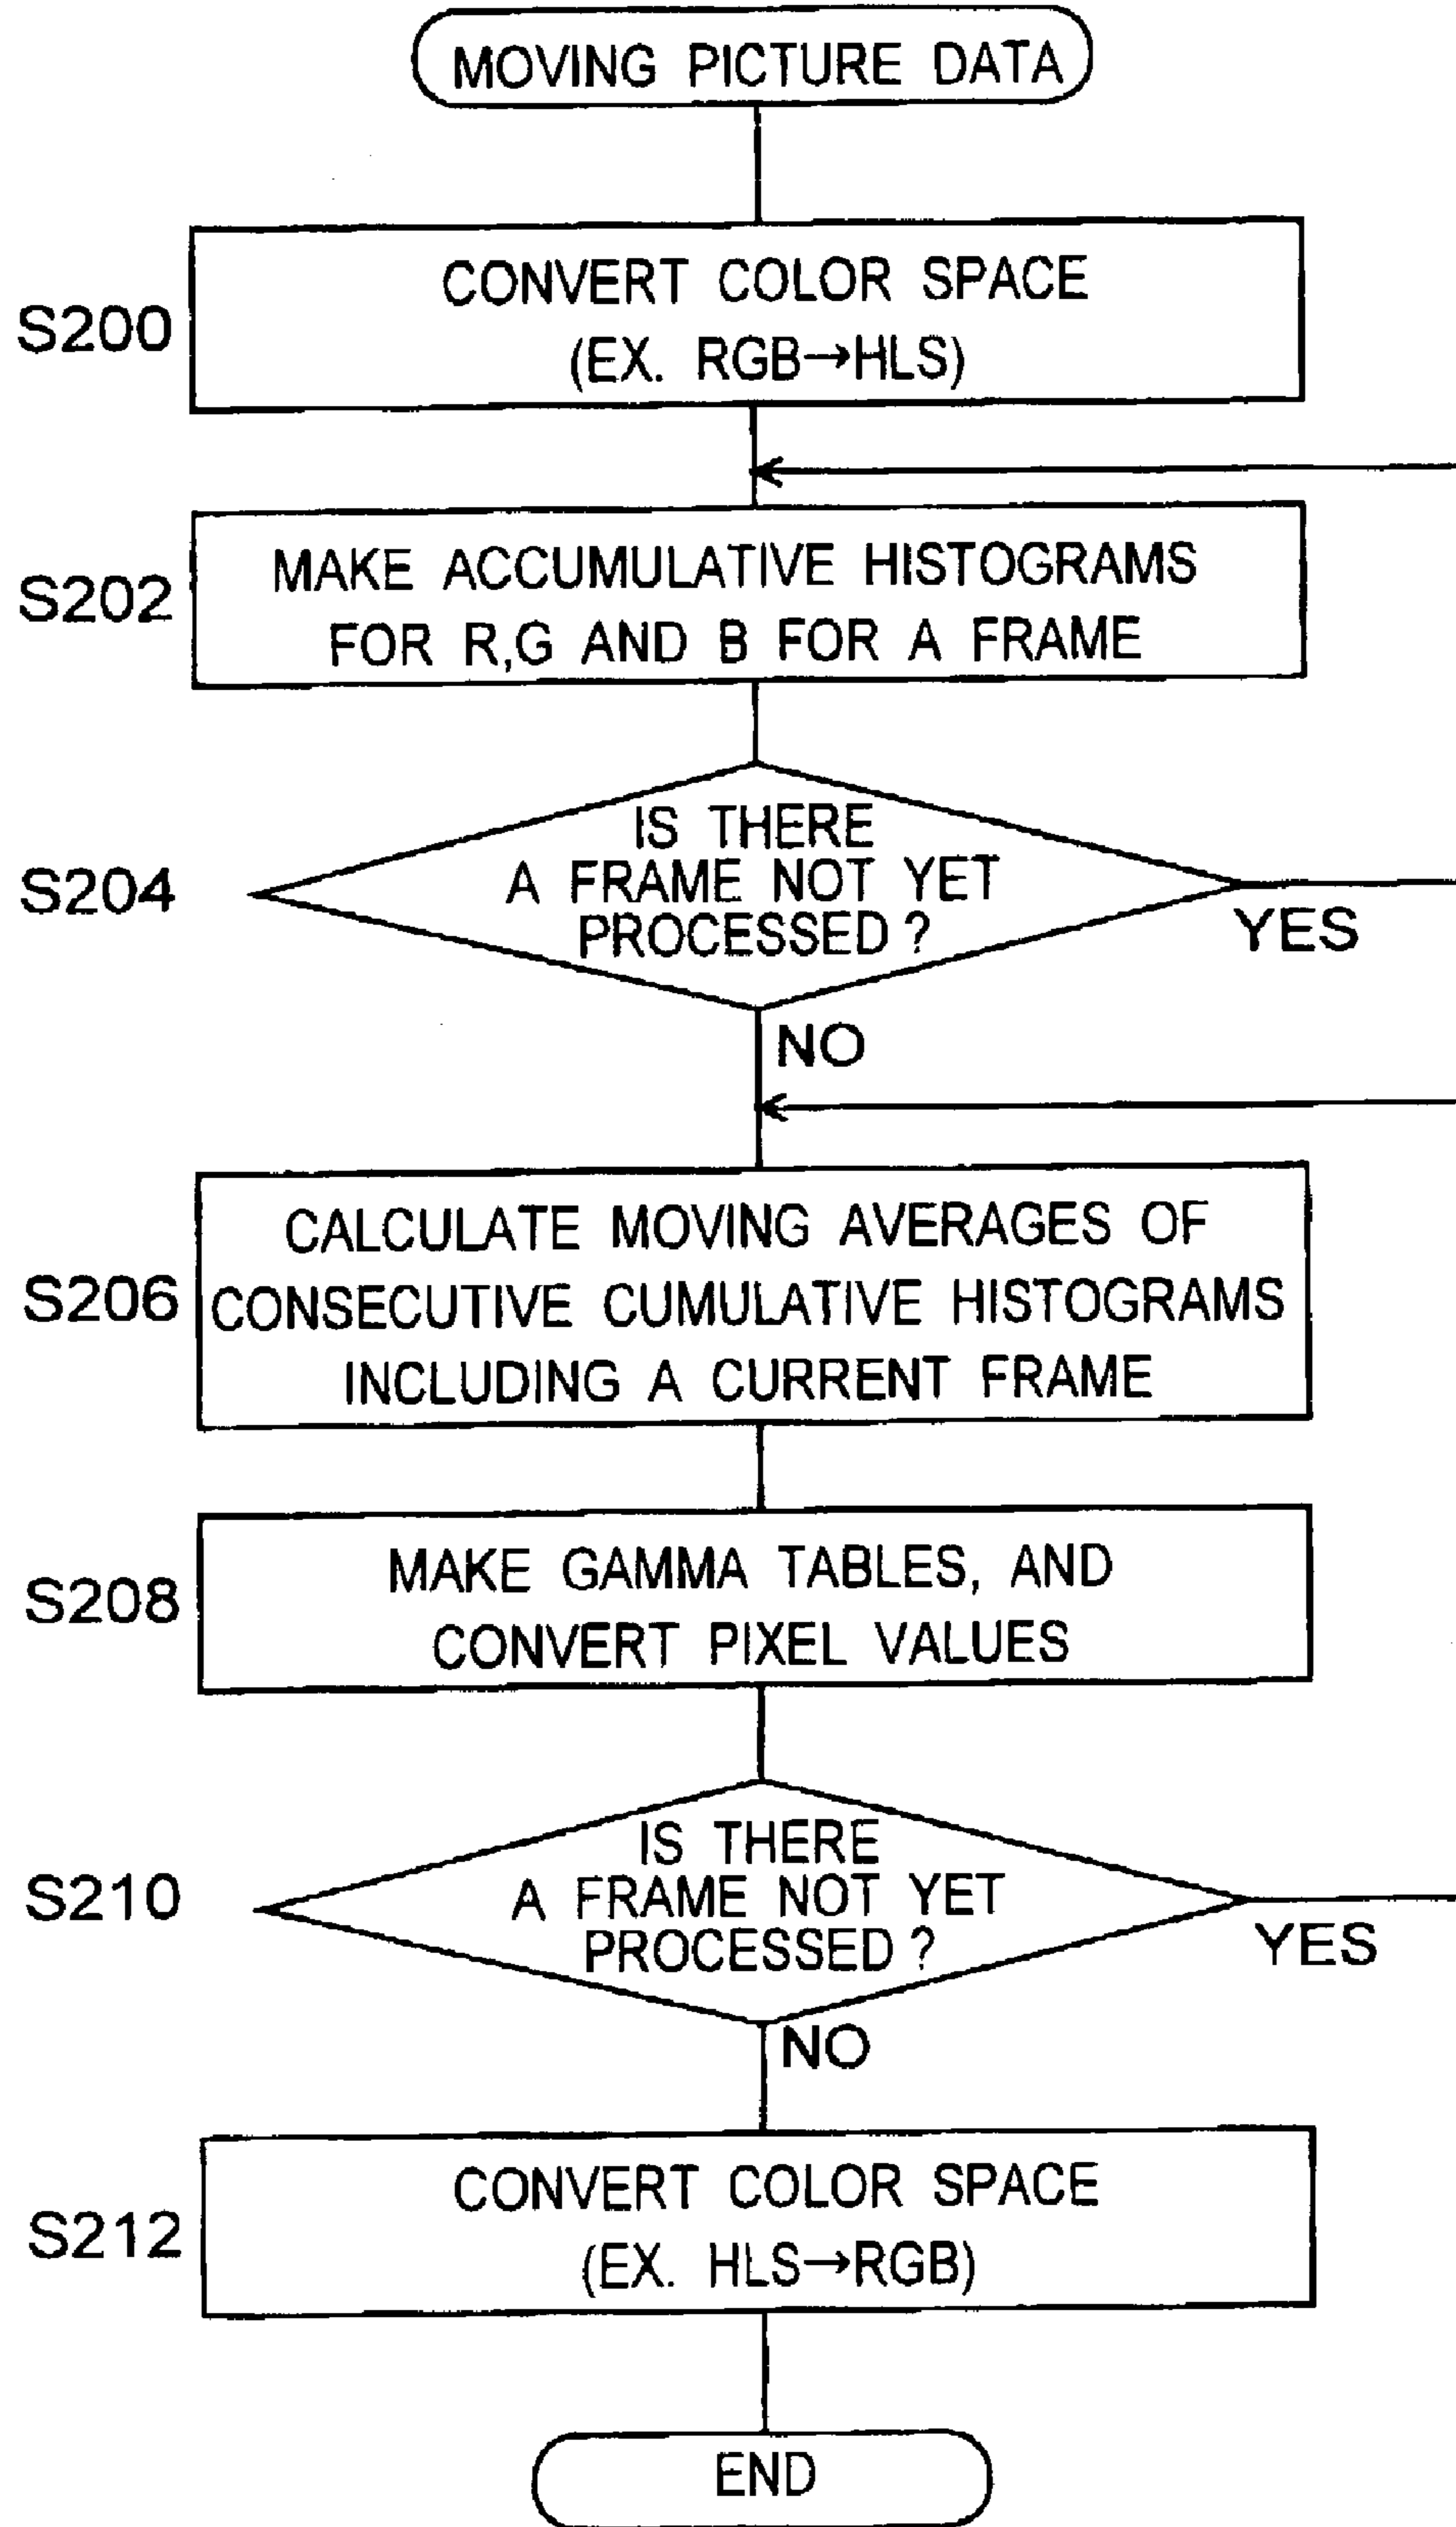 MOVING PICTURE DATA
S200
CONVERT COLOR SPACE
(EX. RGB→HLS)
S202
MAKE ACCUMULATIVE HISTOGRAMS
FOR R,G AND B FOR A FRAME
S204
IS THERE
A FRAME NOT YET
PROCESSED ?
YES
NO
S206
CALCULATE MOVING AVERAGES OF
CONSECUTIVE CUMULATIVE HISTOGRAMS
INCLUDING A CURRENT FRAME
S208
MAKE GAMMA TABLES, AND
CONVERT PIXEL VALUES
S210
IS THERE
A FRAME NOT YET
PROCESSED ?
YES
NO
S212
CONVERT COLOR SPACE
(EX. HLS→RGB)
END